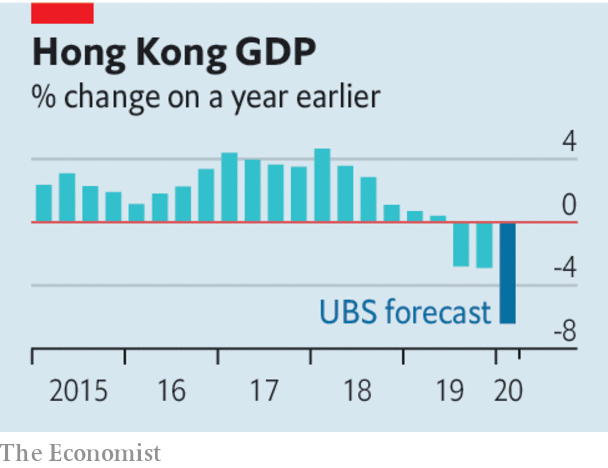 Hong Kong GDP
% change on a year earlier
4
0
-4
UBS forecast
-8
2015 16 17 18 19 20
The Economist